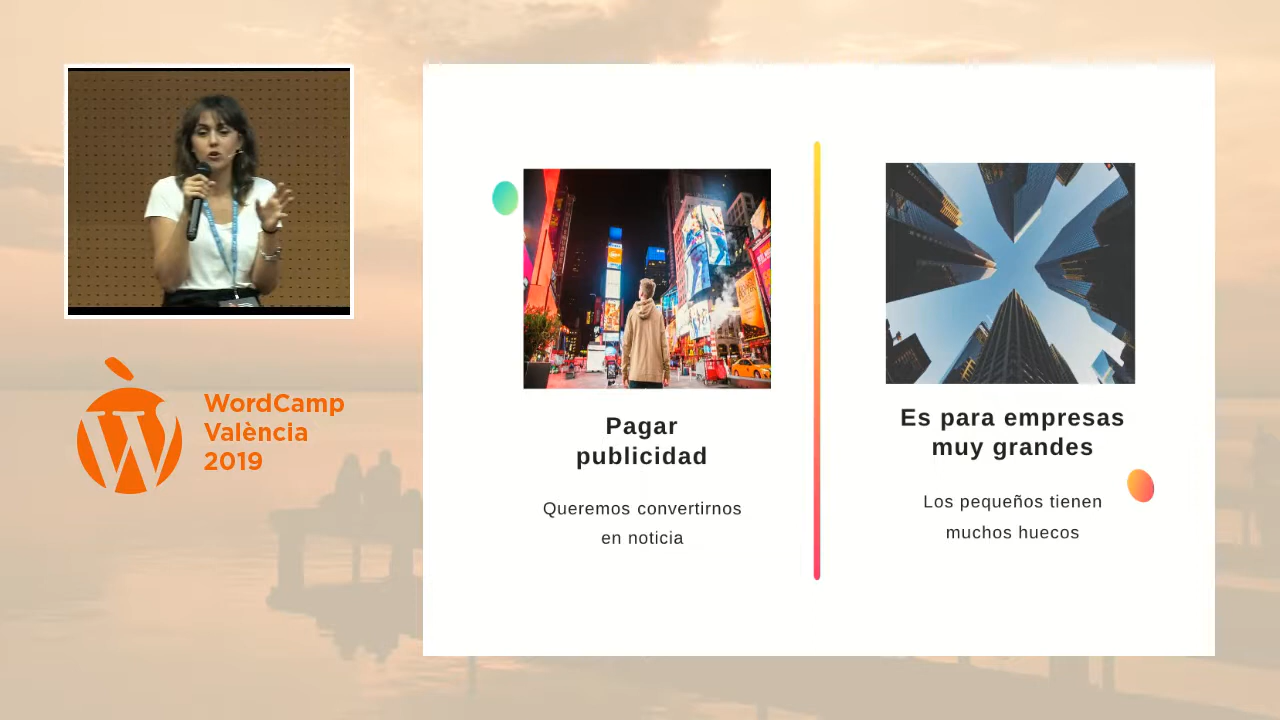 WordCamp
València
2019
Pagar
publicidad
Queremos convertirnos
en noticia
Es para empresas
muy grandes
Los pequeños tienen
muchos huecos